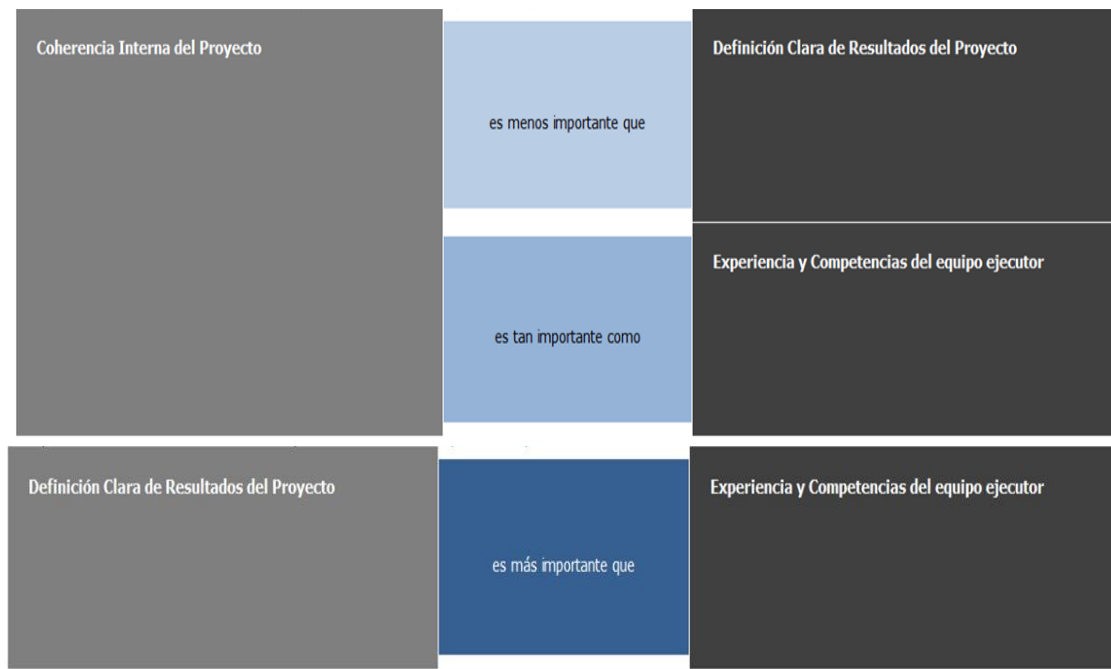 Coherencia Interna del Proyecto
es menos importante que
Definición Clara de Resultados del Proyecto
es tan importante como
Experiencia y Competencias del equipo ejecutor
Definición Clara de Resultados del Proyecto
es más importante que
Experiencia y Competencias del equipo ejecutor